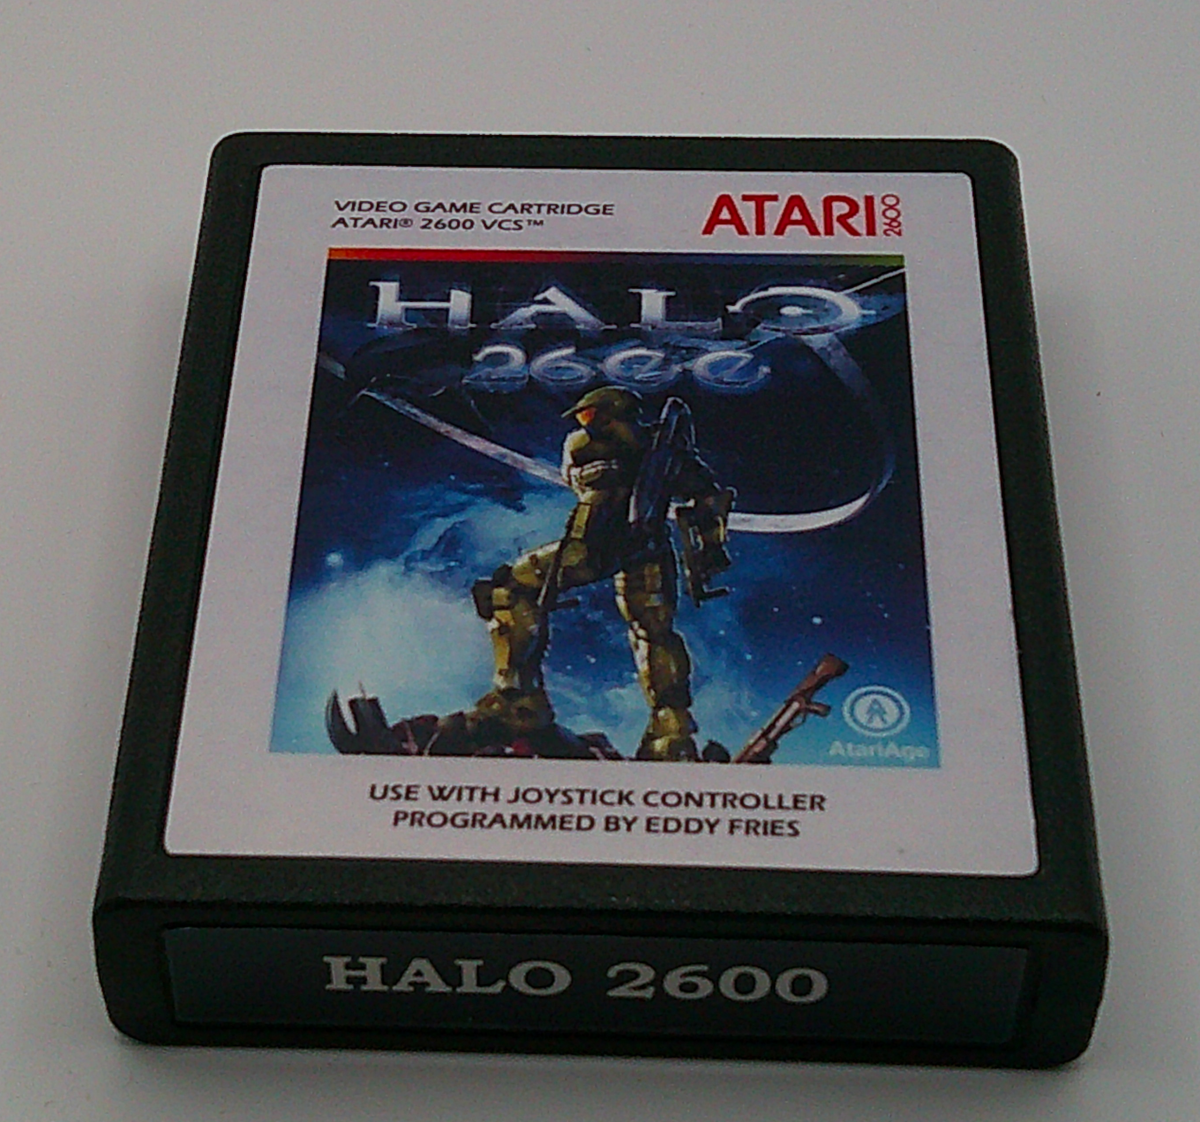 VIDEO GAME CARTRIDGE
ATARI® 2600 VCS™
ATARI 2600
HALO
2600
AtariAge
USE WITH JOYSTICK CONTROLLER
PROGRAMMED BY EDDY FRIES
HALO 2600